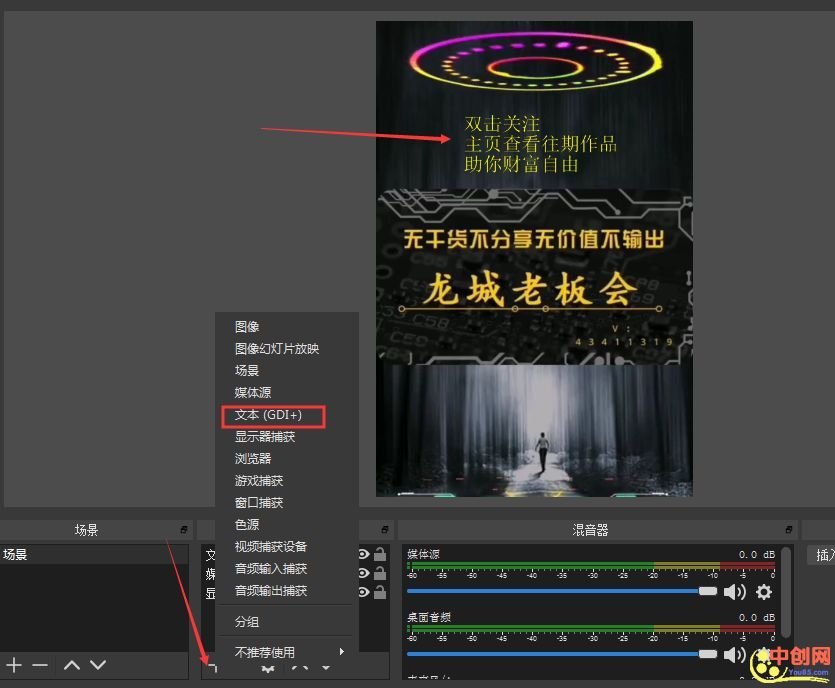 双击关注
主页查看往期作品
助你财富自由
无干货不分享无价值不输出
龙城老板会
V:
43411319
图像
图像幻灯片放映
场景
媒体源
文本 (GDI+)
显示器捕获
浏览器
游戏捕获
窗口捕获
色源
视频捕获设备
音频输入捕获
音频输出捕获
分组
不推荐使用
场景
场景
文
媒
显
混音器
媒体源 0.0 dB
-60 -55 -50 -45 -40 -35 -30 -25 -20 -15 -10 -5 0
桌面音频 0.0 dB
-60 -55 -50 -45 -40 -35 -30 -25 -20 -15 -10 -5 0
插入
中创网
You85.com